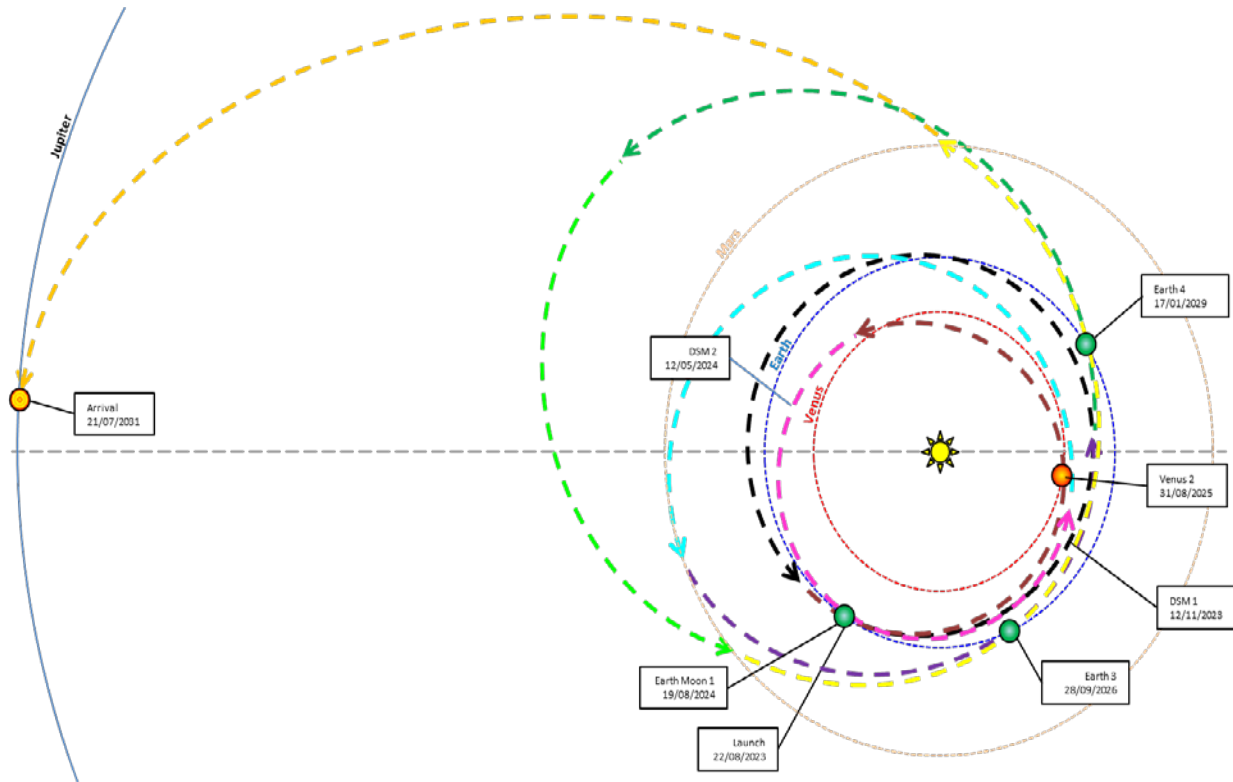 Jupiter
Mars
Earth 4
17/01/2029
DSM 2
12/05/2024
Earth
Venus
Arrival
21/07/2031
Venus 2
31/08/2025
DSM 1
12/11/2023
Earth Moon 1
19/08/2024
Earth 3
28/09/2026
Launch
22/08/2023